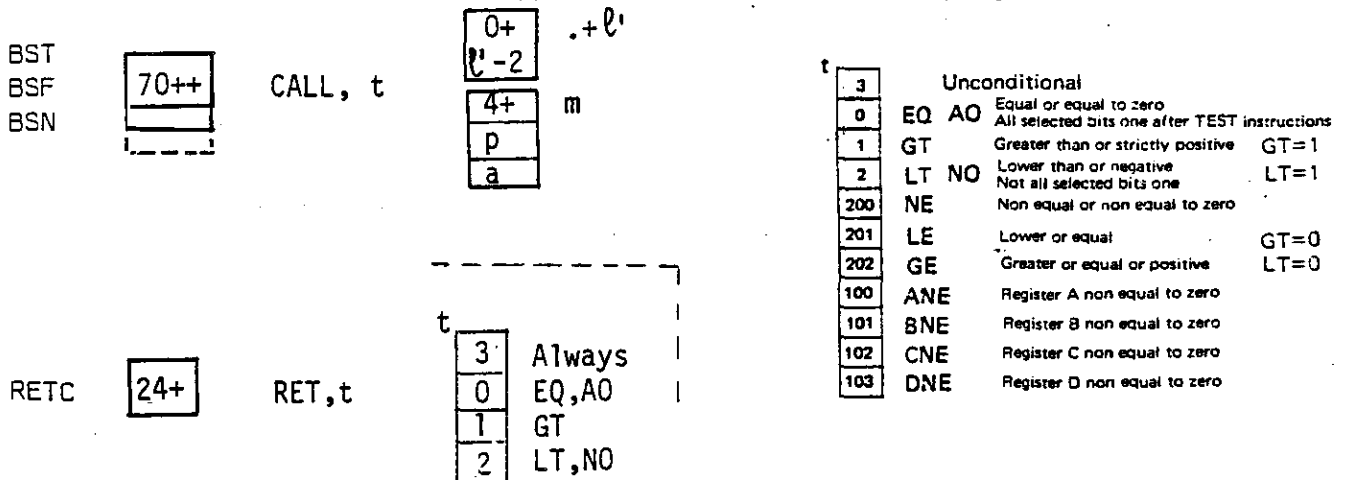 BST
BSF
BSN
70++
CALL, t
0+ .+ℓ'
ℓ'-2
4+ m
p
a
t
3 Unconditional
0 EQ AO Equal or equal to zero
All selected bits one after TEST instructions
1 GT Greater than or strictly positive GT=1
2 LT NO Lower than or negative LT=1
Not all selected bits one
200 NE Non equal or non equal to zero
201 LE Lower or equal GT=0
202 GE Greater or equal or positive LT=0
100 ANE Register A non equal to zero
101 BNE Register B non equal to zero
102 CNE Register C non equal to zero
103 DNE Register D non equal to zero
RETC 24+ RET,t
t
3 Always
0 EQ,AO
1 GT
2 LT,NO